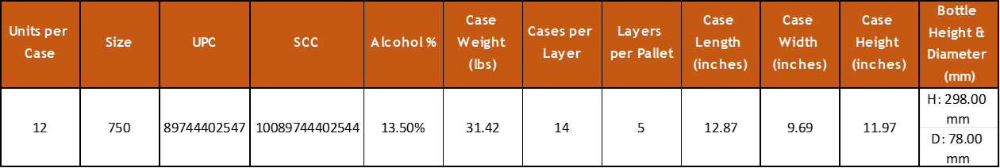 Units per Case
Size
UPC
SCC
Alcohol %
Case Weight (lbs)
Cases per Layer
Layers per Pallet
Case Length (inches)
Case Width (inches)
Case Height (inches)
Bottle Height & Diameter (mm)
12
750
89744402547
10089744402544
13.50%
31.42
14
5
12.87
9.69
11.97
H: 298.00 mm
D: 78.00 mm